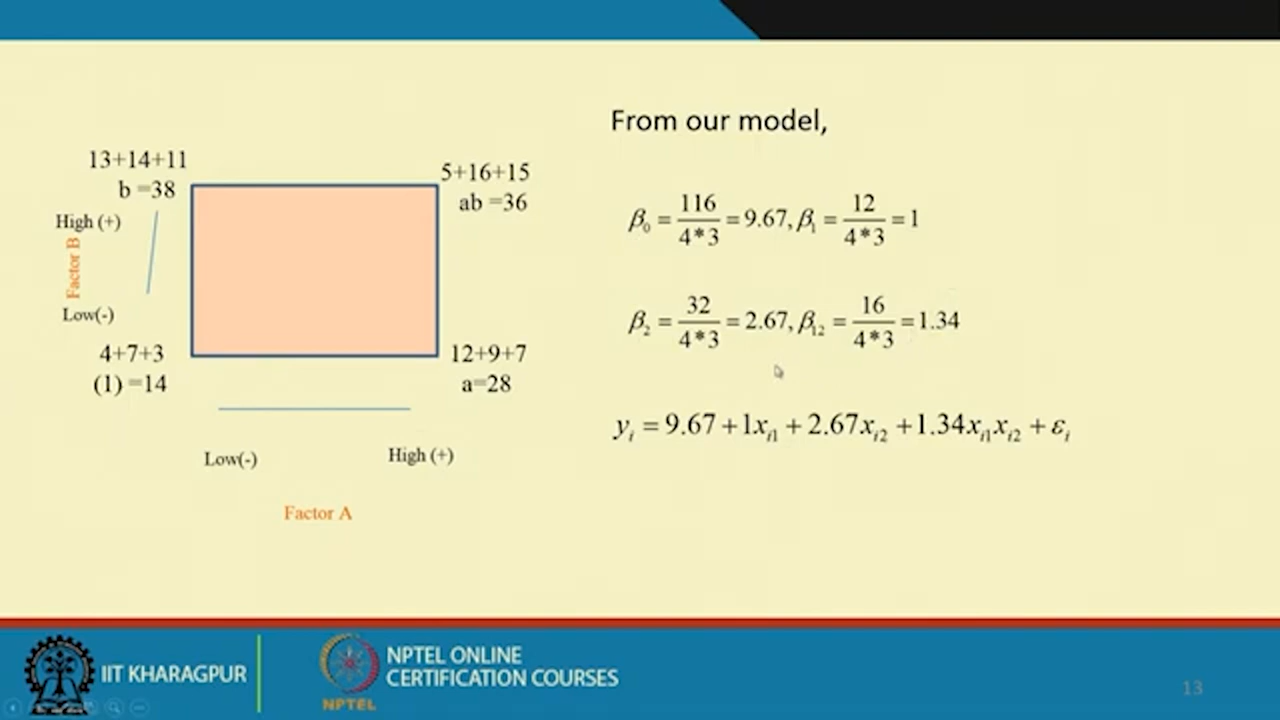 From our model,
13+14+11
b =38
5+16+15
ab =36
High (+)
Factor B
Low(-)
4+7+3
(1) =14
12+9+7
a=28
Low(-)
High (+)
Factor A
β₀ = 116/4*3 = 9.67, β₁ = 12/4*3 = 1
β₂ = 32/4*3 = 2.67, β₁₂ = 16/4*3 = 1.34
yᵢ = 9.67 + 1xᵢ₁ + 2.67xᵢ₂ + 1.34xᵢ₁xᵢ₂ + εᵢ
IIT KHARAGPUR
NPTEL ONLINE
CERTIFICATION COURSES
NPTEL
13